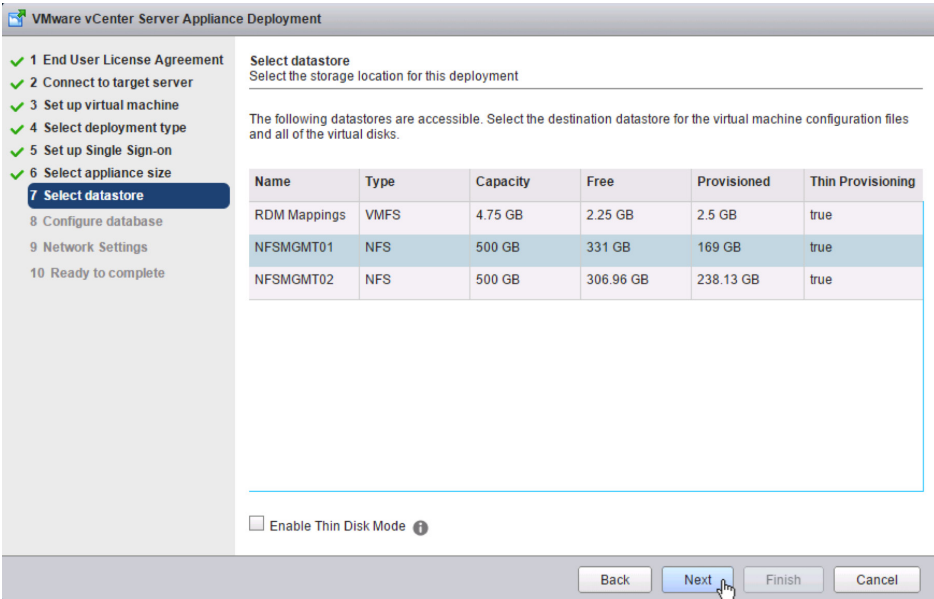 VMware vCenter Server Appliance Deployment
1 End User License Agreement
2 Connect to target server
3 Set up virtual machine
4 Select deployment type
5 Set up Single Sign-on
6 Select appliance size
7 Select datastore
8 Configure database
9 Network Settings
10 Ready to complete
Select datastore
Select the storage location for this deployment
The following datastores are accessible. Select the destination datastore for the virtual machine configuration files
and all of the virtual disks.
Name Type Capacity Free Provisioned Thin Provisioning
RDM Mappings VMFS 4.75 GB 2.25 GB 2.5 GB true
NFSMGMT01 NFS 500 GB 331 GB 169 GB true
NFSMGMT02 NFS 500 GB 306.96 GB 238.13 GB true
Enable Thin Disk Mode
Back Next Finish Cancel